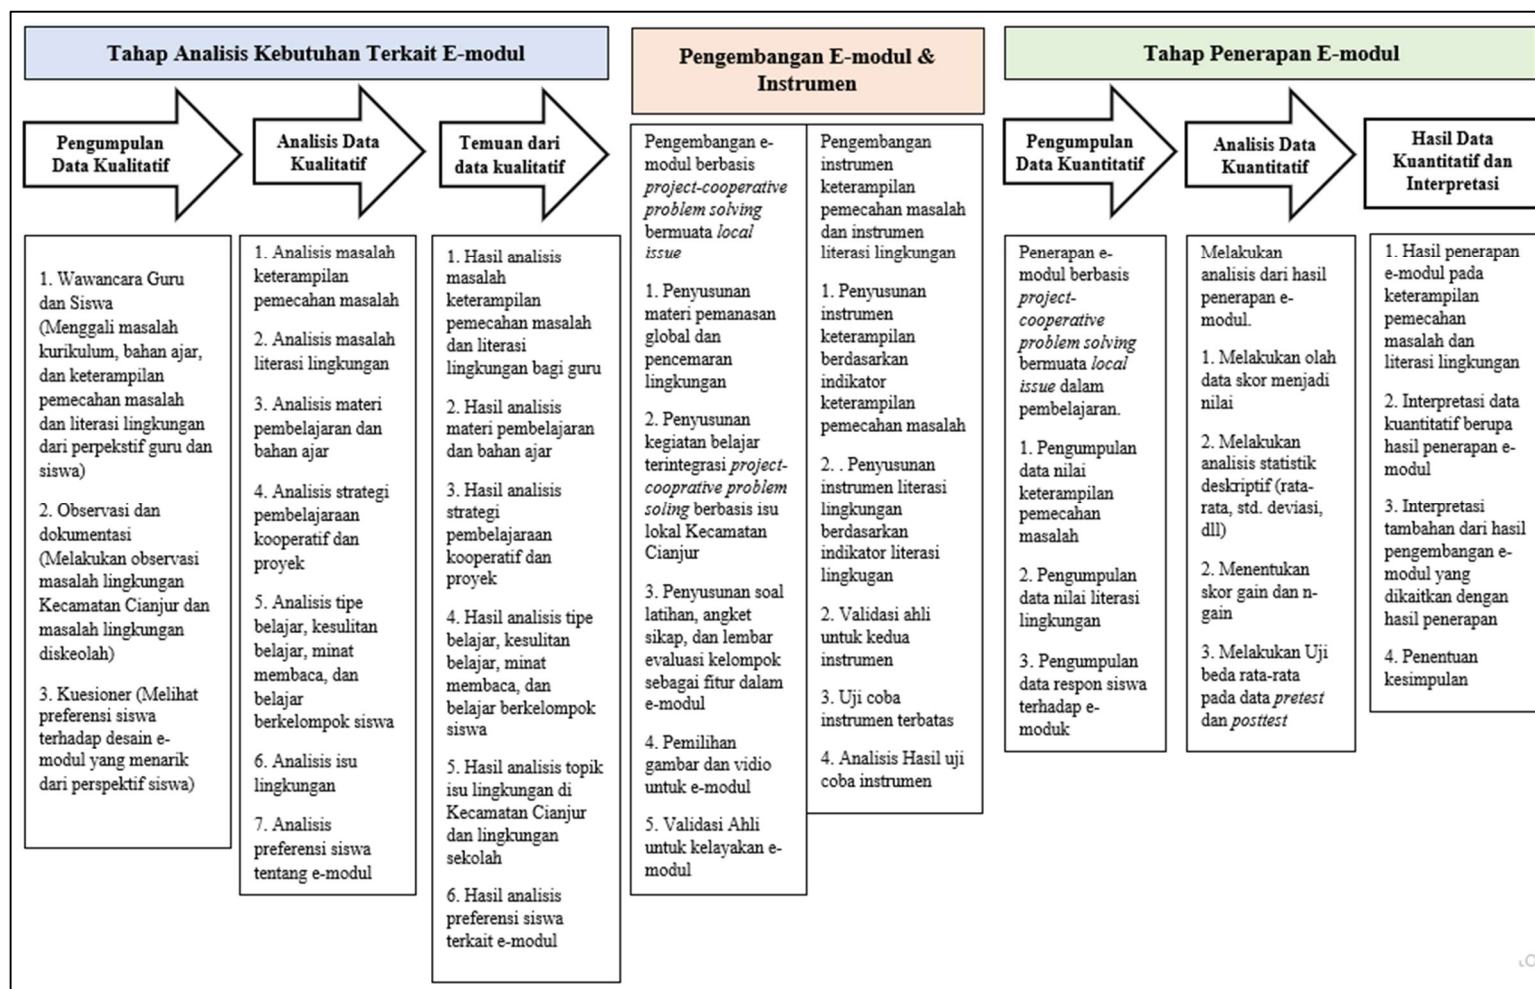 Tahap Analisis Kebutuhan Terkait E-modul
Pengumpulan
Data Kualitatif
1. Wawancara Guru
dan Siswa
(Menggali masalah
kurikulum, bahan ajar,
dan keterampilan
pemecahan masalah
dan literasi lingkungan
dari perpekstif guru dan
siswa)
2. Observasi dan
dokumentasi
(Melakukan observasi
masalah lingkungan
Kecamatan Cianjur dan
masalah lingkungan
diskeolah)
3. Kuesioner (Melihat
preferensi siswa
terhadap desain e-
modul yang menarik
dari perspektif siswa)
Analisis Data
Kualitatif
1. Analisis masalah
keterampilan
pemecahan masalah
2. Analisis masalah
literasi lingkungan
3. Analisis materi
pembelajaran dan
bahan ajar
4. Analisis strategi
pembelajaraan
kooperatif dan
proyek
5. Analisis tipe
belajar, kesulitan
belajar, minat
membaca, dan
belajar
berkelompok siswa
6. Analisis isu
lingkungan
7. Analisis
preferensi siswa
tentang e-modul
Temuan dari
data kualitatif
1. Hasil analisis
masalah
keterampilan
pemecahan masalah
dan literasi
lingkungan bagi guru
2. Hasil analisis
materi pembelajaran
dan bahan ajar
3. Hasil analisis
strategi
pembelajaraan
kooperatif dan
proyek
4. Hasil analisis tipe
belajar, kesulitan
belajar, minat
membaca, dan
belajar berkelompok
siswa
5. Hasil analisis topik
isu lingkungan di
Kecamatan Cianjur
dan lingkungan
sekolah
6. Hasil analisis
preferensi siswa
terkait e-modul
Pengembangan E-modul &
Instrumen
Pengembangan e-
modul berbasis
project-cooperative
problem solving
bermuata local
issue
1. Penyusunan
materi pemanasan
global dan
pencemaran
lingkungan
2. Penyusunan
kegiatan belajar
terintegrasi project-
cooprative problem
soling berbasis isu
lokal Kecamatan
Cianjur
3. Penyusunan soal
latihan, angket
sikap, dan lembar
evaluasi kelompok
sebagai fitur dalam
e-modul
4. Pemilihan
gambar dan vidio
untuk e-modul
5. Validasi Ahli
untuk kelayakan e-
modul
Pengembangan
instrumen
keterampilan
pemecahan masalah
dan instrumen
literasi lingkungan
1. Penyusunan
instrumen
keterampilan
berdasarkan
indikator
keterampilan
pemecahan masalah
2. . Penyusunan
instrumen literasi
lingkungan
berdasarkan
indikator literasi
lingkugan
2. Validasi ahli
untuk kedua
instrumen
3. Uji coba
instrumen terbatas
4. Analisis Hasil uji
coba instrumen
Tahap Penerapan E-modul
Pengumpulan
Data Kuantitatif
Penerapan e-
modul berbasis
project-
cooperative
problem solving
bermuata local
issue dalam
pembelajaran.
1. Pengumpulan
data nilai
keterampilan
pemecahan
masalah
2. Pengumpulan
data nilai literasi
lingkungan
3. Pengumpulan
data respon siswa
terhadap e-
moduk
Analisis Data
Kuantitatif
Melakukan
analisis dari hasil
penerapan e-
modul.
1. Melakukan olah
data skor menjadi
nilai
2. Melakukan
analisis statistik
deskriptif (rata-
rata, std. deviasi,
dll)
2. Menentukan
skor gain dan n-
gain
3. Melakukan Uji
beda rata-rata
pada data pretest
dan posttest
Hasil Data
Kuantitatif dan
Interpretasi
1. Hasil penerapan
e-modul pada
keterampilan
pemecahan
masalah dan
literasi lingkungan
2. Interpretasi data
kuantitatif berupa
hasil penerapan e-
modul
3. Interpretasi
tambahan dari hasil
pengembangan e-
modul yang
dikaitkan dengan
hasil penerapan
4. Penentuan
kesimpulan